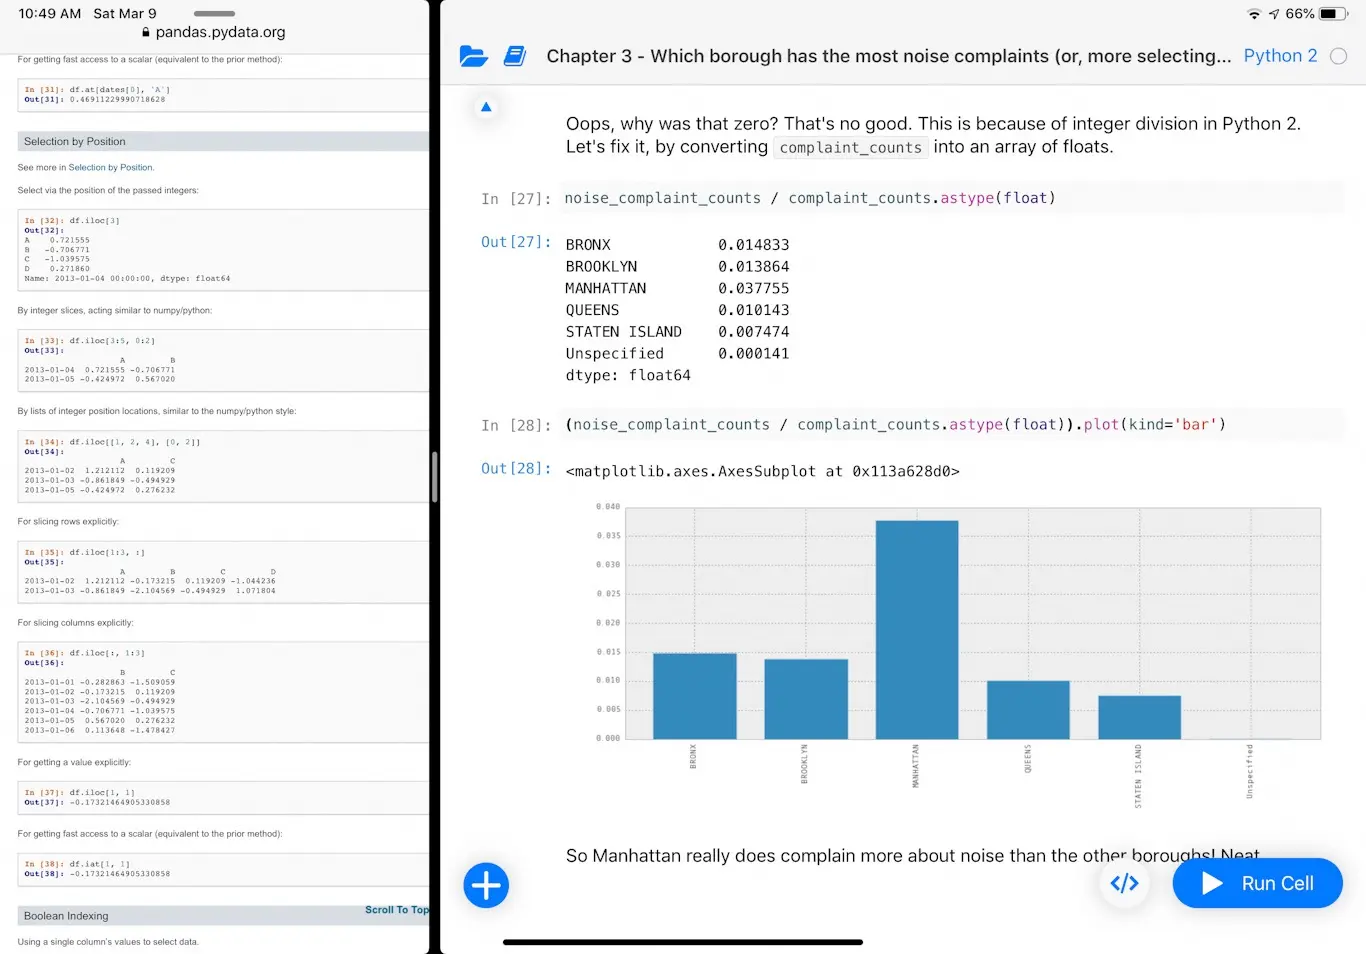 10:49 AM Sat Mar 9
66%
pandas.pydata.org
For getting fast access to a scalar (equivalent to the prior method):
In [31]: df.at[dates[0], 'A']
Out[31]: 0.46911229990718628
Selection by Position
See more in Selection by Position.
Select via the position of the passed integers:
In [32]: df.iloc[3]
Out[32]:
A 0.721555
B -0.706771
C -1.039575
D 0.271860
Name: 2013-01-04 00:00:00, dtype: float64
By integer slices, acting similar to numpy/python:
In [33]: df.iloc[3:5, 0:2]
Out[33]:
A B
2013-01-04 0.721555 -0.706771
2013-01-05 -0.424972 0.567020
By lists of integer position locations, similar to the numpy/python style:
In [34]: df.iloc[[1, 2, 4], [0, 2]]
Out[34]:
A C
2013-01-02 1.212112 0.119209
2013-01-03 -0.861849 -0.494929
2013-01-05 -0.424972 0.276232
For slicing rows explicitly:
In [35]: df.iloc[1:3, :]
Out[35]:
A B C D
2013-01-02 1.212112 -0.173215 0.119209 -1.044236
2013-01-03 -0.861849 -2.104569 -0.494929 1.071804
For slicing columns explicitly:
In [36]: df.iloc[:, 1:3]
Out[36]:
B C
2013-01-01 -0.282863 -1.509059
2013-01-02 -0.173215 0.119209
2013-01-03 -2.104569 -0.494929
2013-01-04 -0.706771 -1.039575
2013-01-05 0.567020 0.276232
2013-01-06 0.113648 -1.478427
For getting a value explicitly:
In [37]: df.iloc[1, 1]
Out[37]: -0.17321464905330858
For getting fast access to a scalar (equivalent to the prior method):
In [38]: df.iat[1, 1]
Out[38]: -0.17321464905330858
Scroll To Top
Boolean Indexing
Using a single column's values to select data.
Chapter 3 - Which borough has the most noise complaints (or, more selecting...
Python 2
Oops, why was that zero? That's no good. This is because of integer division in Python 2.
Let's fix it, by converting complaint_counts into an array of floats.
In [27]: noise_complaint_counts / complaint_counts.astype(float)
Out[27]: BRONX 0.014833
BROOKLYN 0.013864
MANHATTAN 0.037755
QUEENS 0.010143
STATEN ISLAND 0.007474
Unspecified 0.000141
dtype: float64
In [28]: (noise_complaint_counts / complaint_counts.astype(float)).plot(kind='bar')
Out[28]: <matplotlib.axes.AxesSubplot at 0x113a628d0>
0.040
0.035
0.030
0.025
0.020
0.015
0.010
0.005
0.000
BRONX
BROOKLYN
MANHATTAN
QUEENS
STATEN ISLAND
Unspecified
So Manhattan really does complain more about noise than the other boroughs! Neat
</> Run Cell